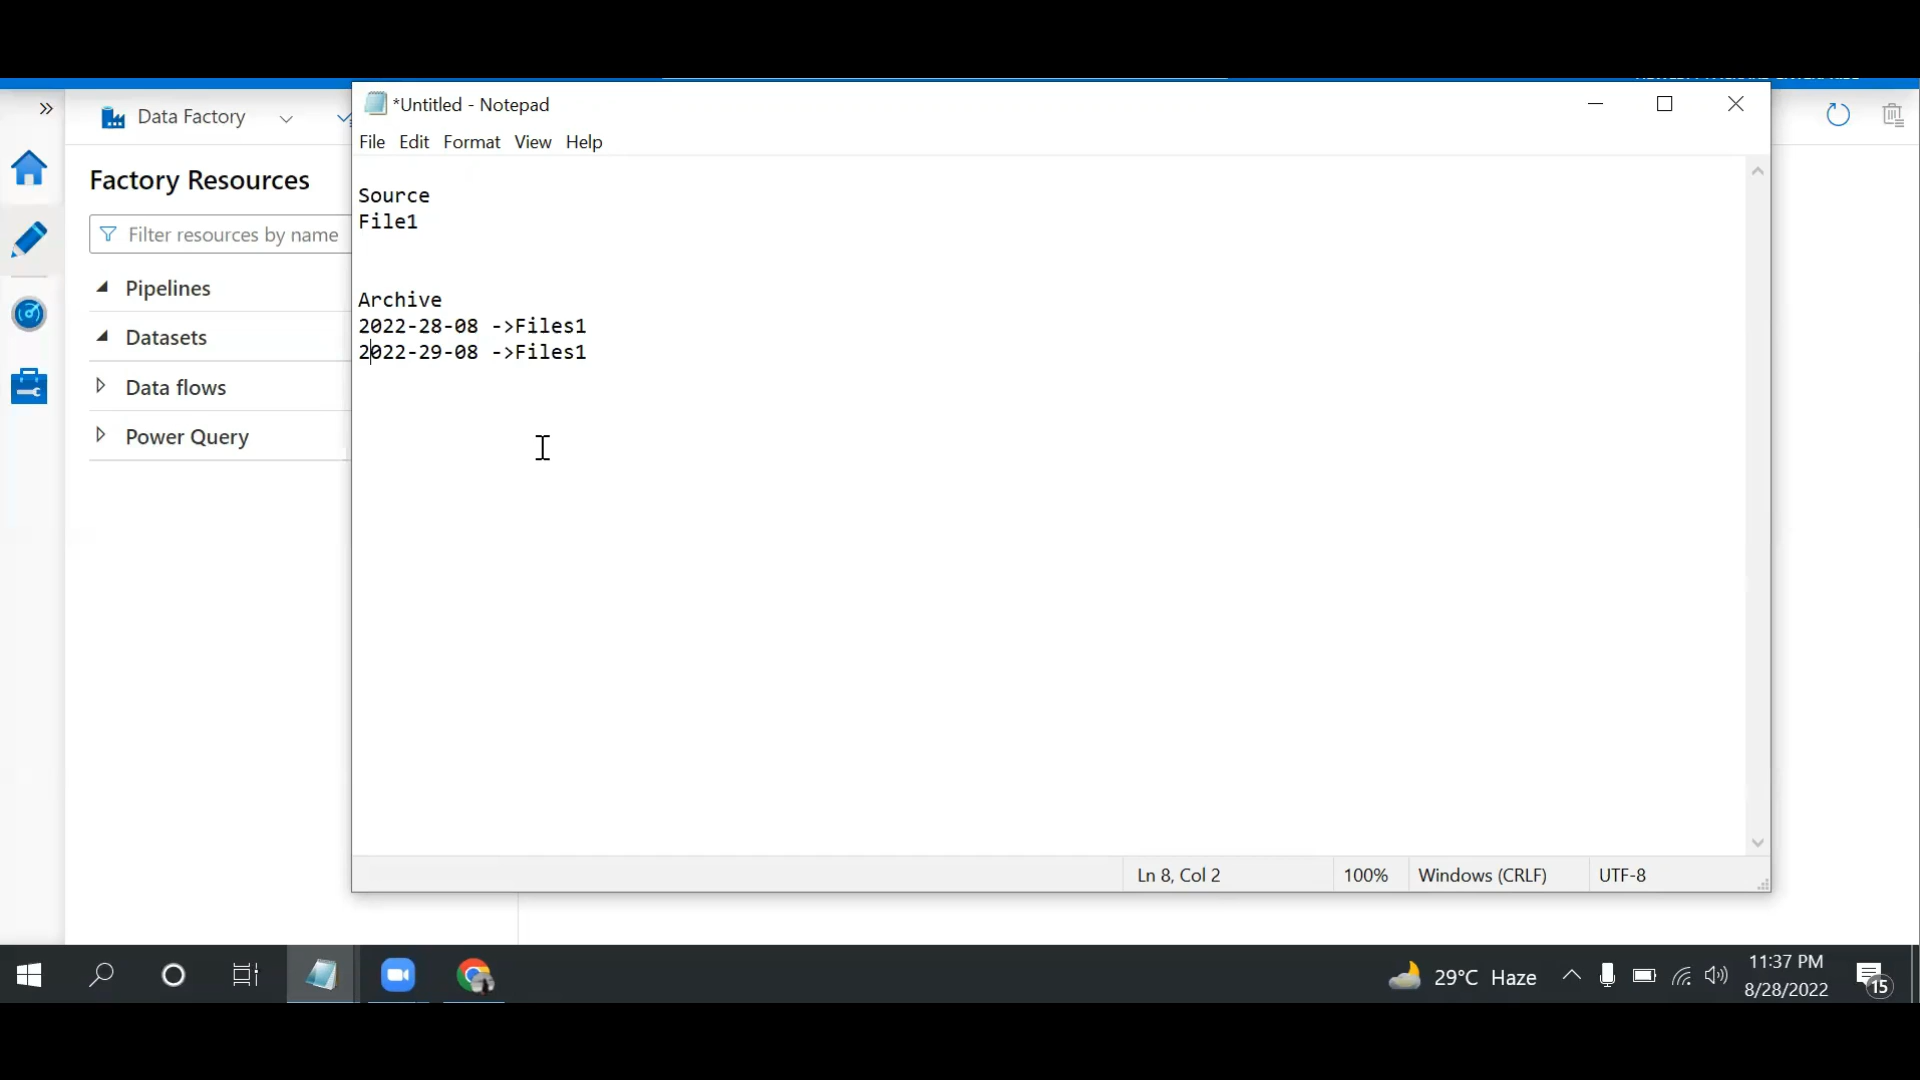 Data Factory
*Untitled - Notepad
File Edit Format View Help
Factory Resources
Filter resources by name
Pipelines
Datasets
Data flows
Power Query
Source
File1
Archive
2022-28-08 ->Files1
2022-29-08 ->Files1
Ln 8, Col 2 100% Windows (CRLF) UTF-8
29°C Haze
11:37 PM
8/28/2022
15